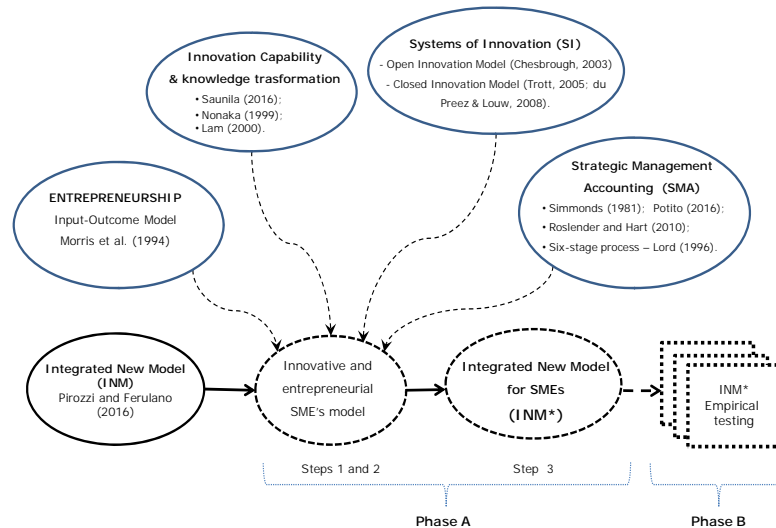 Innovation Capability
& knowledge trasformation
• Saunila (2016);
• Nonaka (1999);
• Lam (2000).
Systems of Innovation (SI)
- Open Innovation Model (Chesbrough, 2003)
- Closed Innovation Model (Trott, 2005; du
Preez & Louw, 2008).
ENTREPRENEURSHIP
Input-Outcome Model
Morris et al. (1994)
Strategic Management
Accounting (SMA)
• Simmonds (1981); Potito (2016);
• Roslender and Hart (2010);
• Six-stage process – Lord (1996).
Integrated New Model
(INM)
Pirozzi and Ferulano
(2016)
Innovative and
entrepreneurial
SME's model
Integrated New Model
for SMEs
(INM*)
INM*
Empirical
testing
Steps 1 and 2
Step 3
Phase A
Phase B